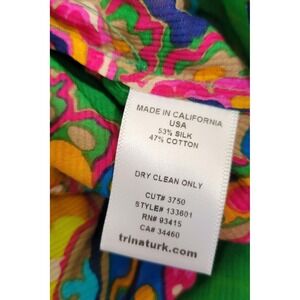 MADE IN CALIFORNIA
USA
53% SILK
47% COTTON
DRY CLEAN ONLY
CUT# 3750
STYLE# 133601
RN# 93415
CA# 34460
trinaturk.com